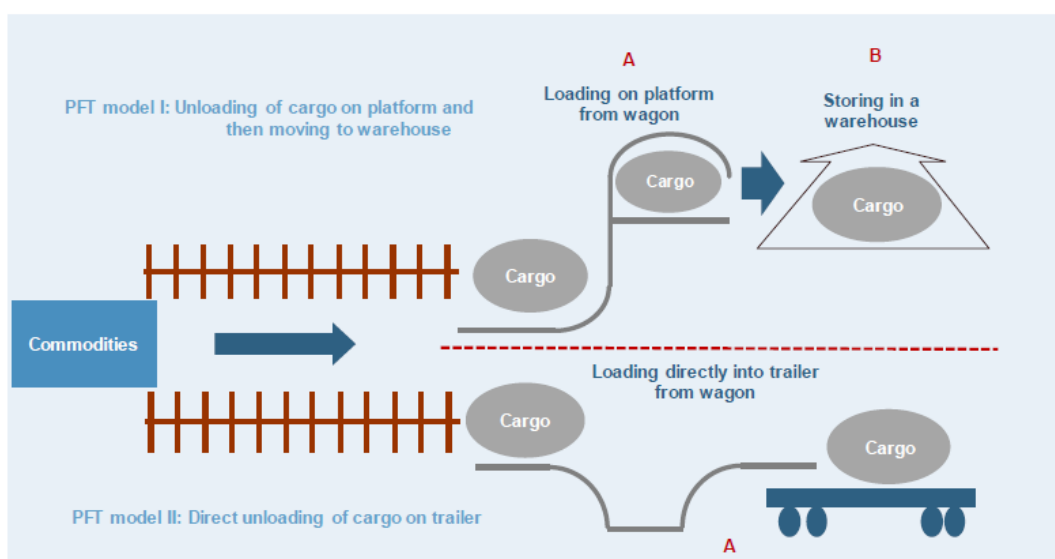 A
B
PFT model I: Unloading of cargo on platform and
then moving to warehouse
Loading on platform
from wagon
Storing in a
warehouse
Cargo
Cargo
Cargo
Commodities
Loading directly into trailer
from wagon
Cargo
Cargo
PFT model II: Direct unloading of cargo on trailer
A